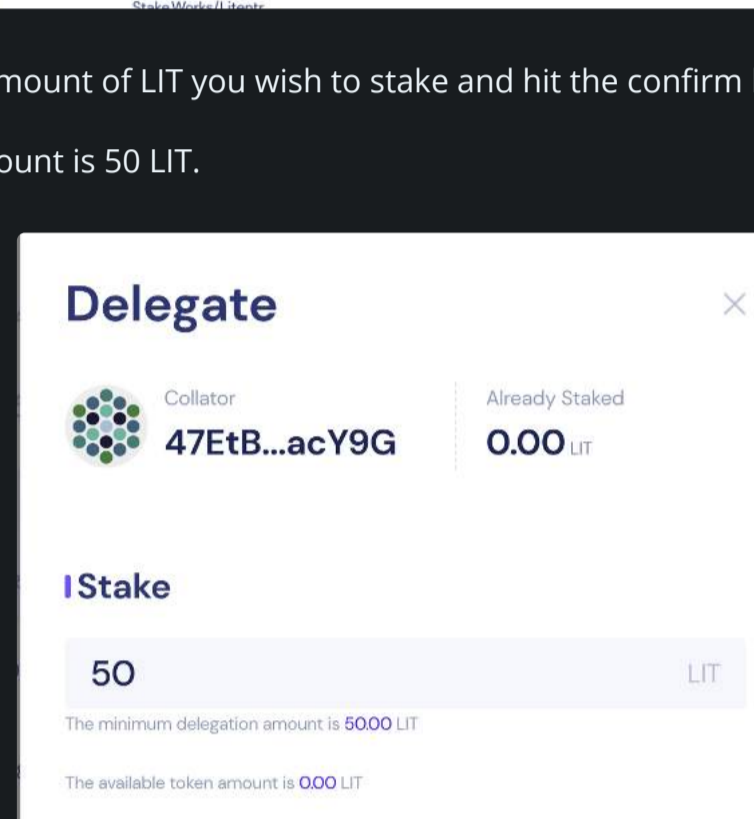 StakeWorks/Litentr
mount of LIT you wish to stake and hit the confirm
ount is 50 LIT.
Delegate
Collator
47EtB...acY9G
Already Staked
0.00 LIT
Stake
50 LIT
The minimum delegation amount is 50.00 LIT
The available token amount is 0.00 LIT